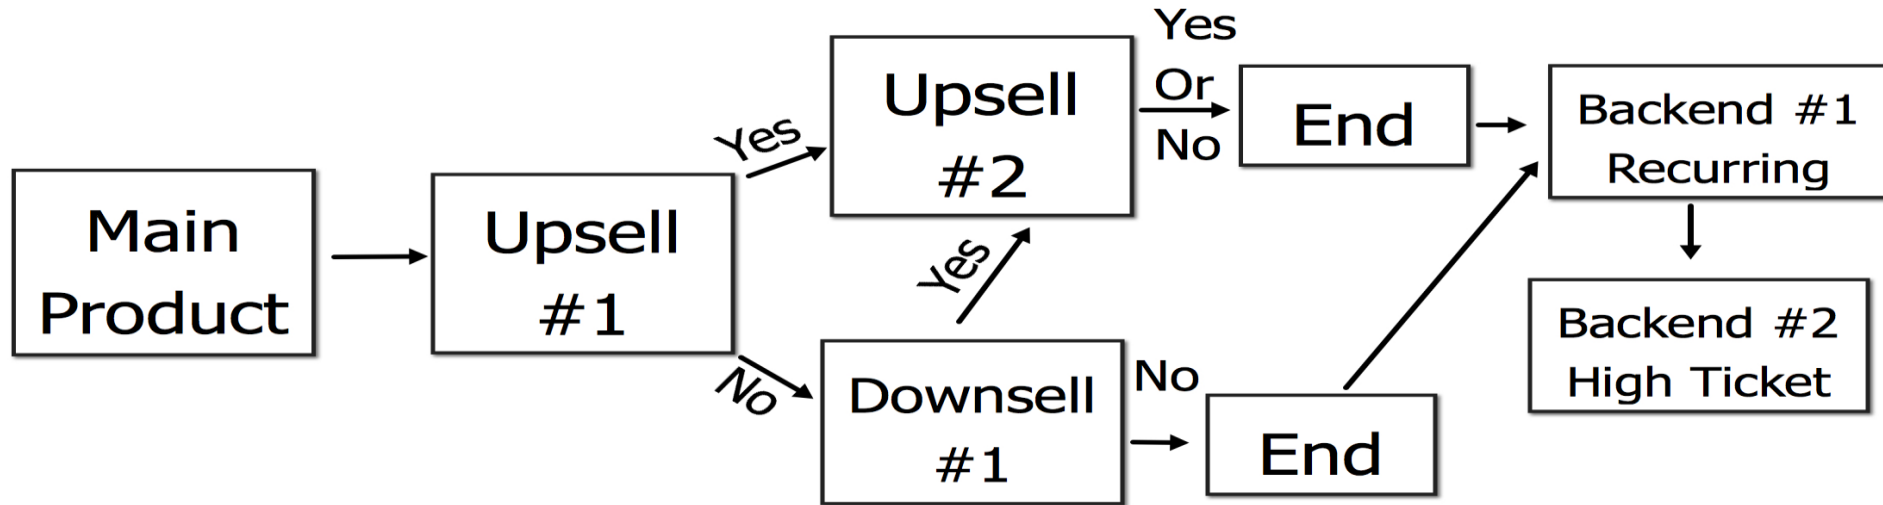 Main
Product
Upsell
#1
Yes
No
Upsell
#2
Yes
Downsell
#1
Yes
Or
No
No
End
End
Backend #1
Recurring
Backend #2
High Ticket